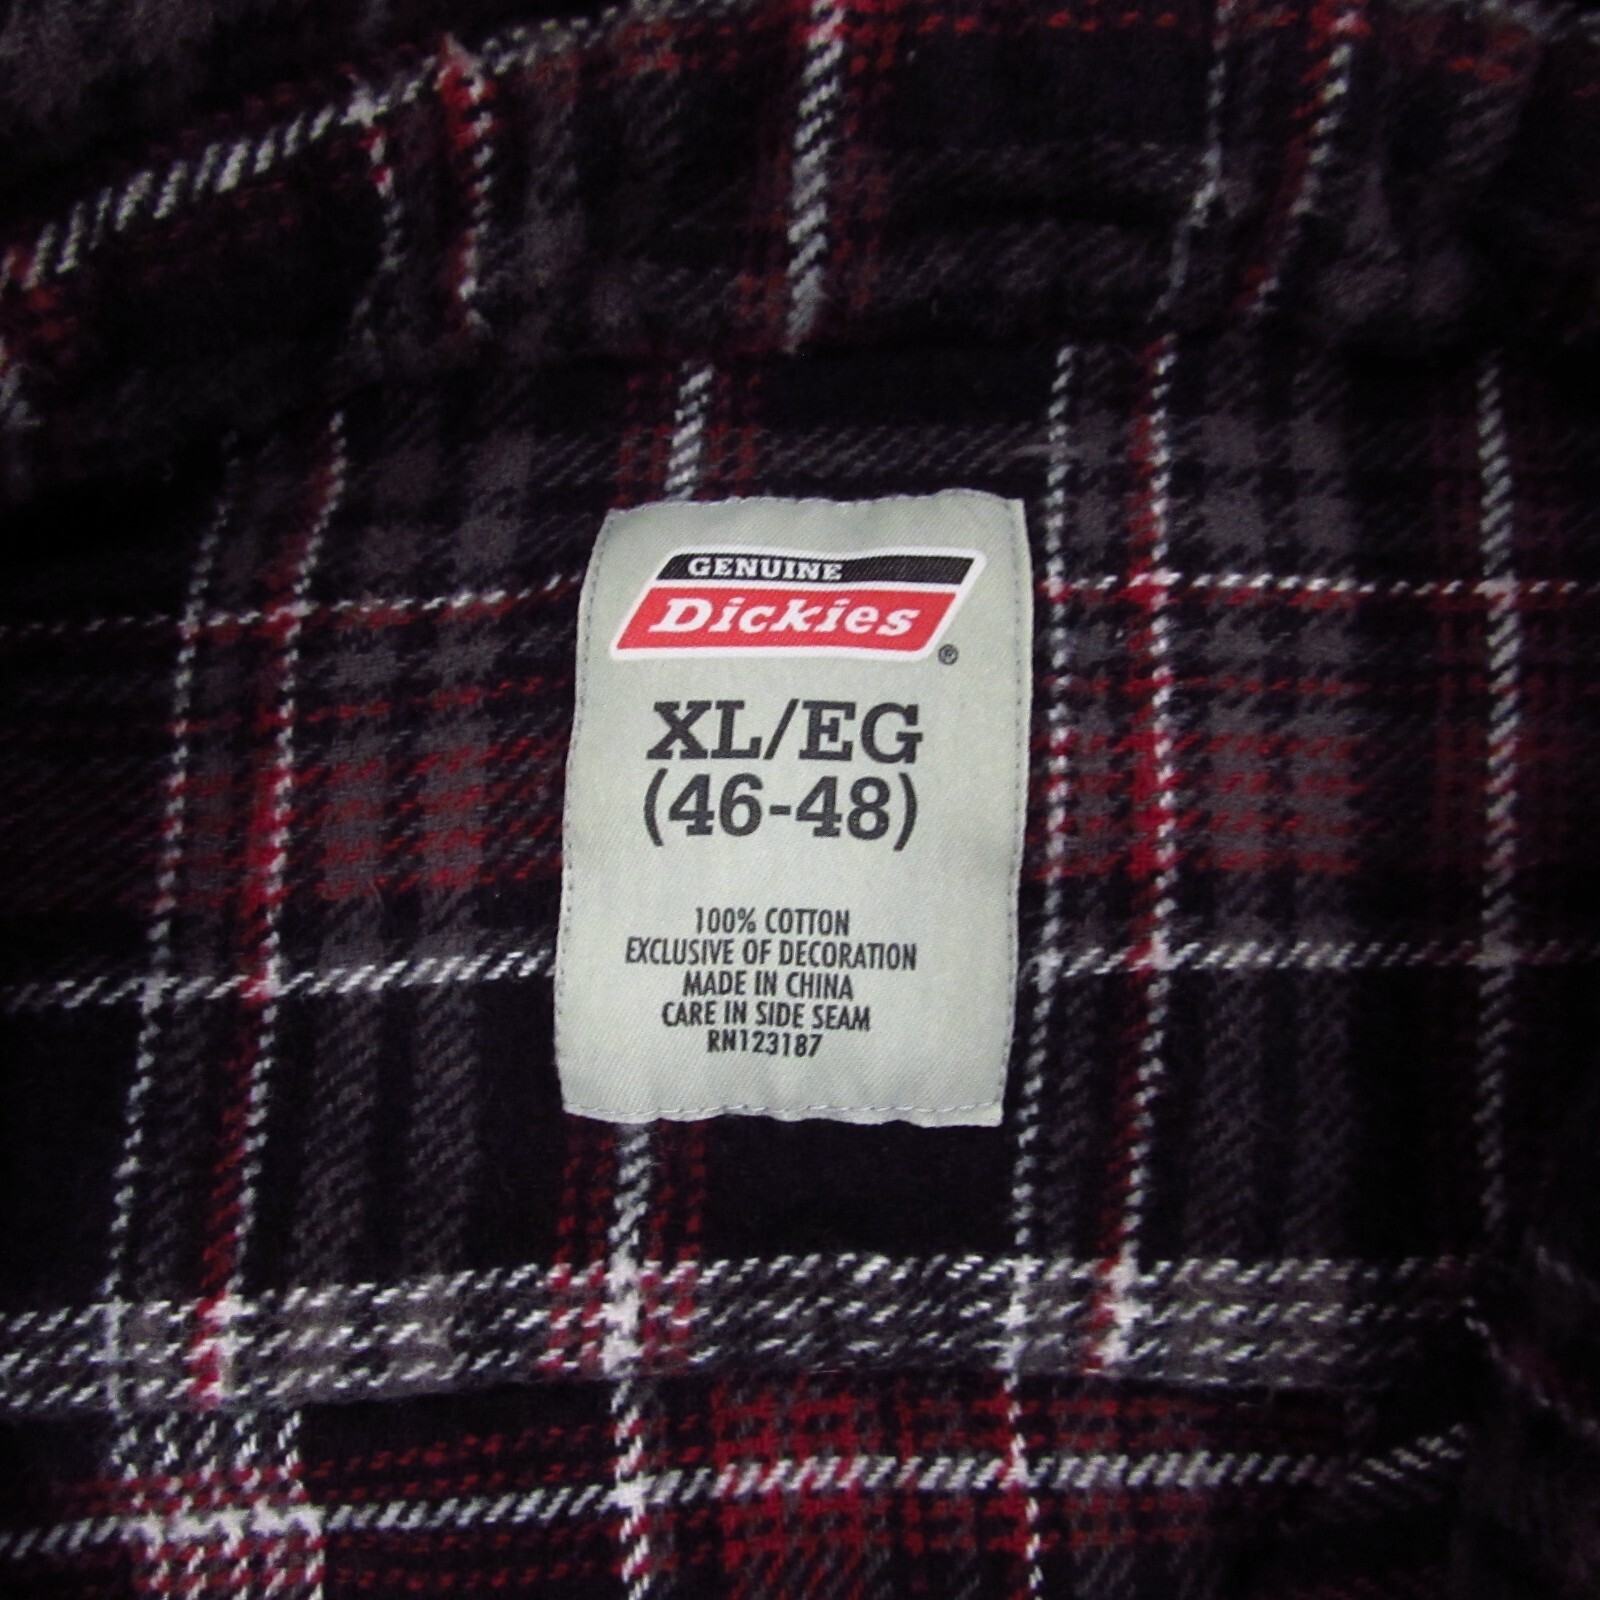 GENUINE
Dickies®
XL/EG
(46-48)
100% COTTON
EXCLUSIVE OF DECORATION
MADE IN CHINA
CARE IN SIDE SEAM
RN123187